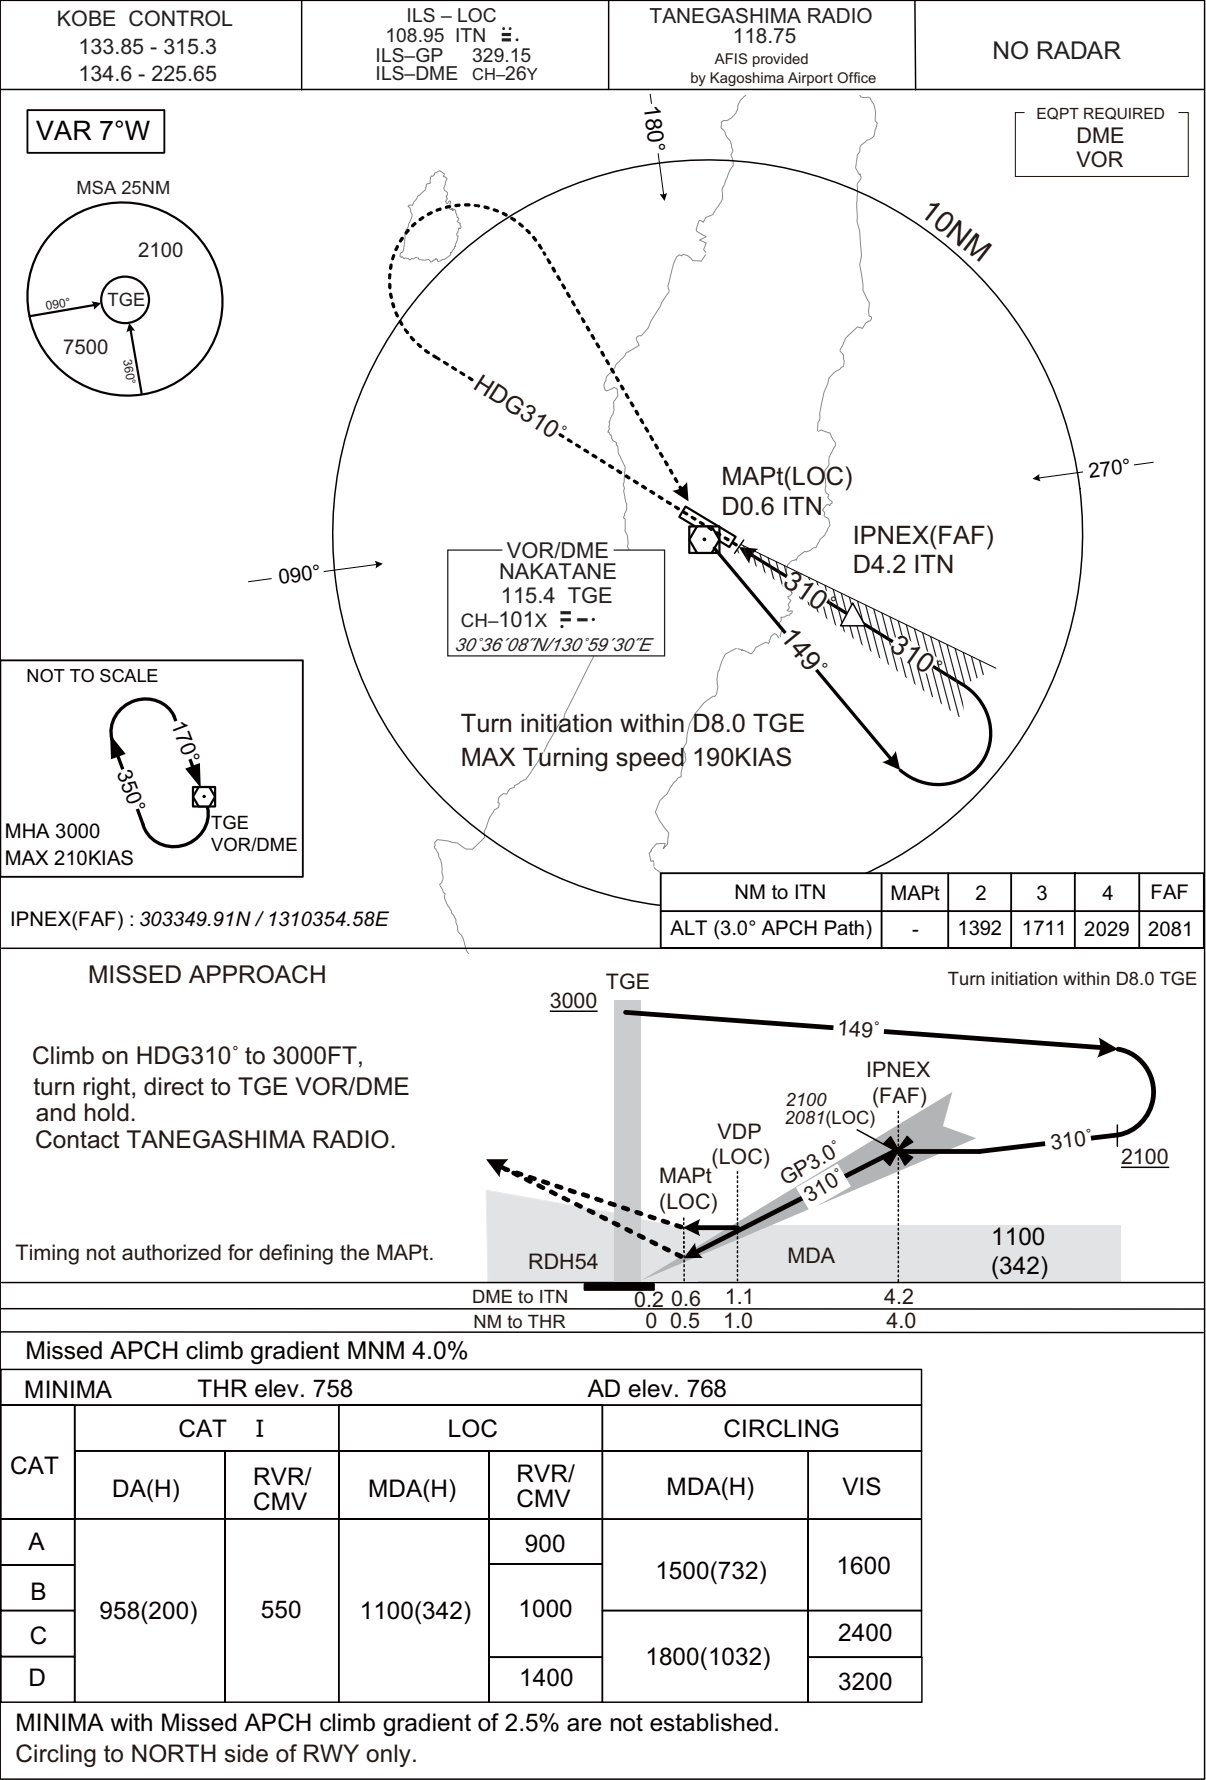 KOBE CONTROL
133.85 - 315.3
134.6 - 225.65
ILS – LOC
108.95 ITN
ILS–GP 329.15
ILS–DME CH–26Y
TANEGASHIMA RADIO
118.75
AFIS provided
by Kagoshima Airport Office
NO RADAR
VAR 7°W
EQPT REQUIRED
DME
VOR
MSA 25NM
2100
090°
TGE
7500
360°
180°
10NM
HDG310°
270°
MAPt(LOC)
D0.6 ITN
IPNEX(FAF)
D4.2 ITN
090°
VOR/DME
NAKATANE
115.4 TGE
CH–101X
30°36´08˝N/130°59´30˝E
310°
310°
149°
Turn initiation within D8.0 TGE
MAX Turning speed 190KIAS
NOT TO SCALE
170°
350°
TGE
VOR/DME
MHA 3000
MAX 210KIAS
IPNEX(FAF) : 303349.91N / 1310354.58E
NM to ITN MAPt 2 3 4 FAF
ALT (3.0° APCH Path) - 1392 1711 2029 2081
MISSED APPROACH
Climb on HDG310° to 3000FT,
turn right, direct to TGE VOR/DME
and hold.
Contact TANEGASHIMA RADIO.
Timing not authorized for defining the MAPt.
TGE
3000
Turn initiation within D8.0 TGE
149°
IPNEX
(FAF)
2100
2081(LOC)
VDP
(LOC)
MAPt
(LOC)
GP3.0°
310°
310°
2100
RDH54
MDA
1100
(342)
DME to ITN 0.2 0.6 1.1 4.2
NM to THR 0 0.5 1.0 4.0
Missed APCH climb gradient MNM 4.0%
MINIMA THR elev. 758 AD elev. 768
CAT CAT I LOC CIRCLING
DA(H) RVR/CMV MDA(H) RVR/CMV MDA(H) VIS
A 958(200) 550 1100(342) 900 1500(732) 1600
B 1000
C 1800(1032) 2400
D 1400 3200
MINIMA with Missed APCH climb gradient of 2.5% are not established.
Circling to NORTH side of RWY only.